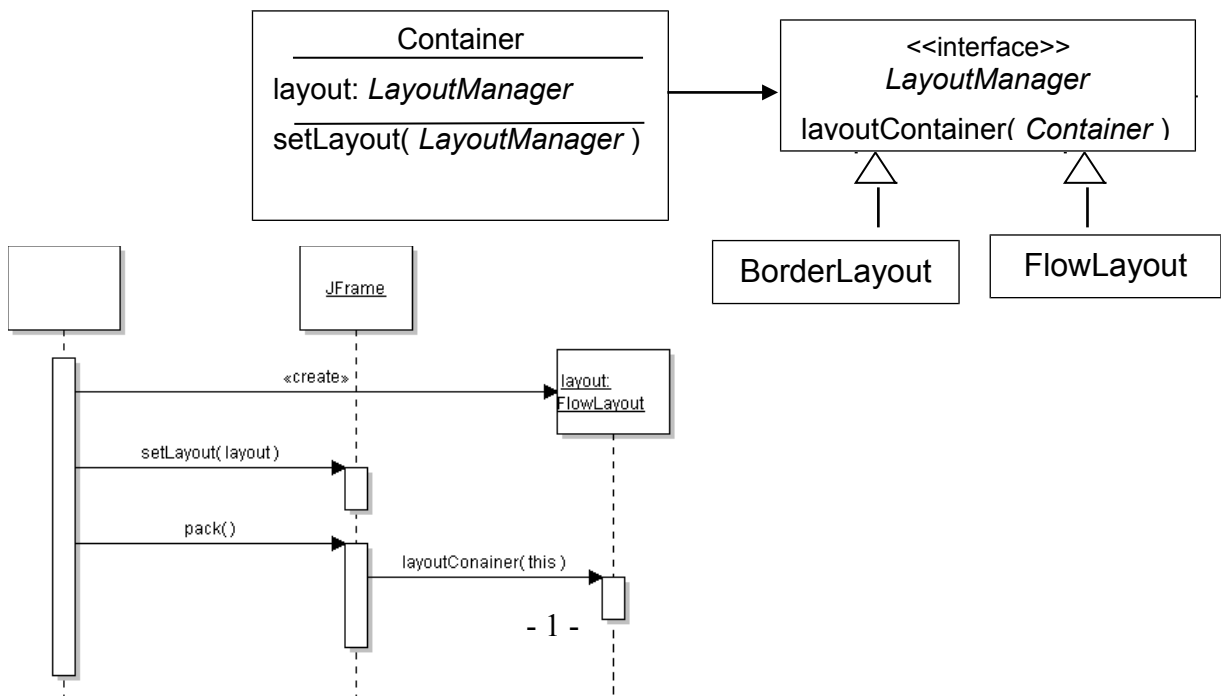 Container
layout: LayoutManager
setLayout( LayoutManager )
<<interface>>
LayoutManager
layoutContainer( Container )
BorderLayout
FlowLayout
JFrame
«create»
layout:
FlowLayout
setLayout( layout )
pack()
layoutConainer( this )
- 1 -